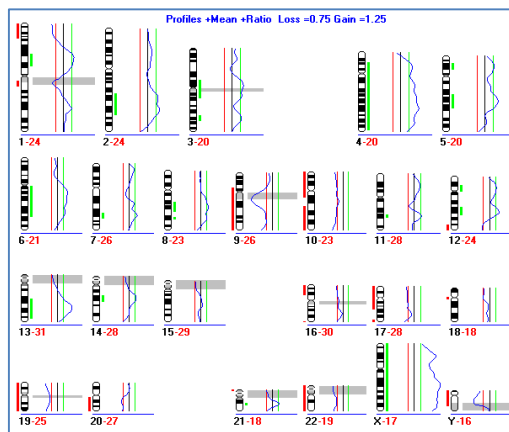 Profiles +Mean +Ratio Loss =0.75 Gain =1.25
1-24 2-24 3-20 4-20 5-20
6-21 7-26 8-23 9-26 10-23 11-28 12-24
13-31 14-28 15-29 16-30 17-28 18-18
19-25 20-27 21-18 22-19 X-17 Y-16